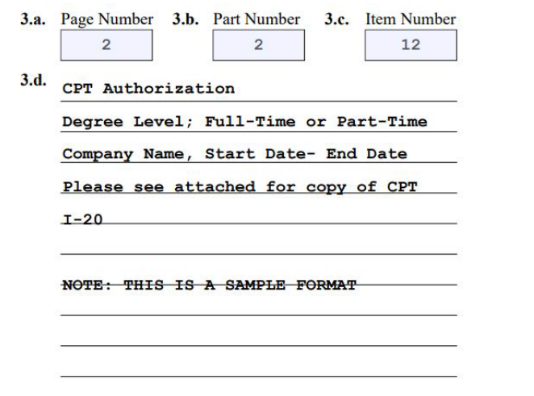 3.a. Page Number 3.b. Part Number 3.c. Item Number
2 2 12
3.d. CPT Authorization
Degree Level; Full-Time or Part-Time
Company Name, Start Date- End Date
Please see attached for copy of CPT
I-20
NOTE: THIS IS A SAMPLE FORMAT